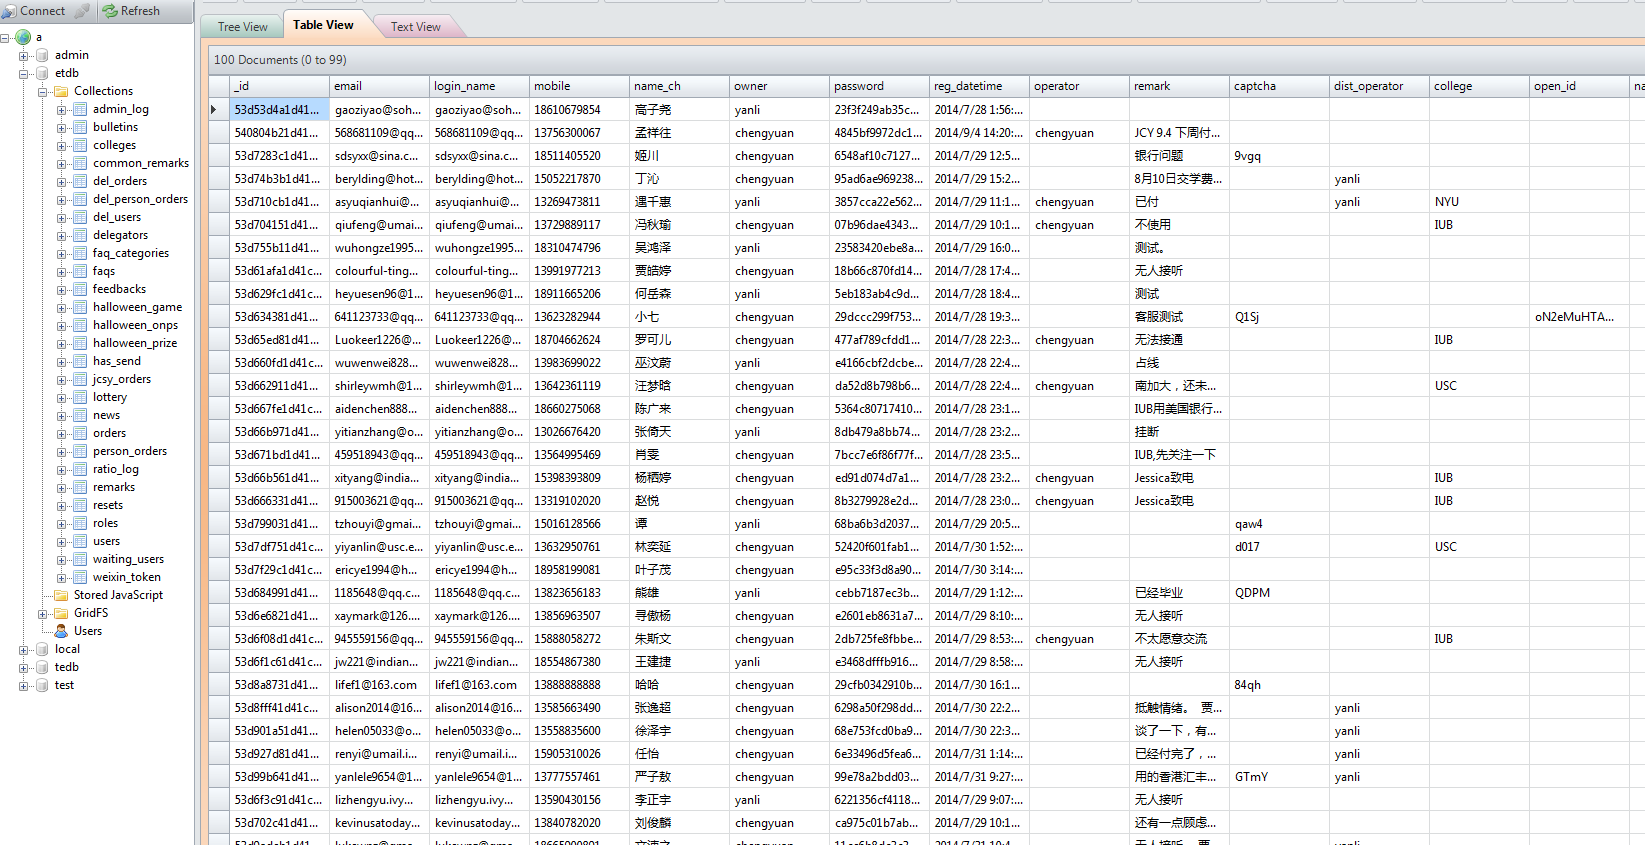 Connect Refresh
a
admin
etdb
Collections
admin_log
bulletins
colleges
common_remarks
del_orders
del_person_orders
del_users
delegators
faq_categories
faqs
feedbacks
halloween_game
halloween_onps
halloween_prize
has_send
jcsy_orders
lottery
news
orders
person_orders
ratio_log
remarks
resets
roles
users
waiting_users
weixin_token
Stored JavaScript
GridFS
Users
local
tedb
test
Tree View Table View Text View
100 Documents (0 to 99)
_id email login_name mobile name_ch owner password reg_datetime operator remark captcha dist_operator college open_id na
53d53d4a1d41... gaoziyao@soh... gaoziyao@soh... 18610679854 高子尧 yanli 23f3f249ab35c... 2014/7/28 1:56:...
540804b21d41... 568681109@qq... 568681109@qq... 13756300067 孟祥往 chengyuan 4845bf9972dc1... 2014/9/4 14:20:... chengyuan JCY 9.4 下周付...
53d7283c1d41... sdsyxx@sina.c... sdsyxx@sina.c... 18511405520 姬川 chengyuan 6548af10c7127... 2014/7/29 12:5... 银行问题 9vgq
53d74b3b1d41... berylding@hot... berylding@hot... 15052217870 丁沁 chengyuan 95ad6ae969238... 2014/7/29 15:2... 8月10日交学费... yanli
53d710cb1d41... asyuqianhui@... asyuqianhui@... 13269473811 遇千惠 chengyuan 3857cca22e562... 2014/7/29 11:1... chengyuan 已付 yanli NYU
53d704151d41... qiufeng@umai... qiufeng@umai... 13729889117 冯秋瑜 chengyuan 07b96dae4343... 2014/7/29 10:1... chengyuan 不使用 IUB
53d755b11d41... wuhongze1995... wuhongze1995... 18310474796 吴鸿泽 yanli 23583420ebe8a... 2014/7/29 16:0... 测试。
53d61afa1d41c... colourful-ting... colourful-ting... 13991977213 贾皓婷 chengyuan 18b66c870fd14... 2014/7/28 17:4... 无人接听
53d629fc1d41c... heyuesen96@1... heyuesen96@1... 18911665206 何岳森 yanli 5eb183ab4c9d... 2014/7/28 18:4... 测试
53d634381d41... 641123733@qq... 641123733@qq... 13623282944 小七 chengyuan 29dccc299f753... 2014/7/28 19:3... 客服测试 Q1Sj oN2eMuHTA...
53d65ed81d41... Luokeer1226@... Luokeer1226@... 18704662624 罗可儿 chengyuan 477af789cfdd1... 2014/7/28 22:3... chengyuan 无法接通 IUB
53d660fd1d41c... wuwenwei828... wuwenwei828... 13983699022 巫汶蔚 yanli e4166cbf2dcbe... 2014/7/28 22:4... 占线
53d662911d41... shirleywmh@1... shirleywmh@1... 13642361119 汪梦晗 chengyuan da52d8b798b6... 2014/7/28 22:4... chengyuan 南加大，还未... USC
53d667fe1d41... aidenchen888... aidenchen888... 18660275068 陈广来 chengyuan 5364c80717410... 2014/7/28 23:1... IUB用美国银行...
53d66b971d41... yitianzhang@o... yitianzhang@o... 13026676420 张倚天 yanli 8db479a8bb74... 2014/7/28 23:2... 挂断
53d671bd1d41... 459518943@qq... 459518943@qq... 13564995469 肖雯 chengyuan 7bcc7e6f86f77f... 2014/7/28 23:5... IUB,先关注一下
53d66b561d41... xityang@india... xityang@india... 15398393809 杨栖婷 chengyuan ed91d074d7a1... 2014/7/28 23:2... chengyuan Jessica致电 IUB
53d666331d41... 915003621@qq... 915003621@qq... 13319102020 赵悦 chengyuan 8b3279928e2d... 2014/7/28 23:0... chengyuan Jessica致电 IUB
53d799031d41... tzhouyi@gmai... tzhouyi@gmai... 15016128566 谭 yanli 68ba6b3d2037... 2014/7/29 20:5... qaw4
53d7df751d41c... yiyanlin@usc.e... yiyanlin@usc.e... 13632950761 林奕延 chengyuan 52420f601fab1... 2014/7/30 1:52:... d017 USC
53d7f29c1d41c... ericye1994@h... ericye1994@h... 18958199081 叶子茂 chengyuan e95c33f3d8a90... 2014/7/30 3:14:...
53d684991d41... 1185648@qq.c... 1185648@qq.c... 13823656183 熊雄 yanli cebb7187ec3b... 2014/7/29 1:12:... 已经毕业 QDPM
53d6e6821d41... xaymark@126.... xaymark@126.... 13856963507 寻傲杨 chengyuan e2601eb8631a7... 2014/7/29 8:10:... 无人接听
53d6f08d1d41c... 945559156@qq... 945559156@qq... 15888058272 朱斯文 chengyuan 2db725fe8fbbe... 2014/7/29 8:53:... chengyuan 不太愿意交流 IUB
53d6f1c61d41c... jw221@indian... jw221@indian... 18554867380 王建捷 yanli e3468dfffb916... 2014/7/29 8:58:... 无人接听
53d8a8731d41... lifef1@163.com lifef1@163.com 13888888888 哈哈 chengyuan 29cfb0342910b... 2014/7/30 16:1... 84qh
53d8fff41d41c... alison2014@16... alison2014@16... 13585663490 张逸超 chengyuan 6298a50f298dd... 2014/7/30 22:2... 抵触情绪。 贾... yanli
53d901a51d41... helen05033@o... helen05033@o... 13558835600 徐泽宇 chengyuan 68e753fcd0ba9... 2014/7/30 22:3... 谈了一下，有... yanli
53d927d81d41... renyi@umail.i... renyi@umail.i... 15905310026 任怡 chengyuan 6e33496d5fea6... 2014/7/31 1:14:... 已经付完了，... yanli
53d99b641d41... yanlele9654@1... yanlele9654@1... 13777557461 严子敖 chengyuan 99e78a2bdd03... 2014/7/31 9:27:... 用的香港汇丰... GTmY yanli
53d6f3c91d41c... lizhengyu.ivy... lizhengyu.ivy... 13590430156 李正宇 yanli 6221356cf4118... 2014/7/29 9:07:... 无人接听
53d702c41d41... kevinusatoday... kevinusatoday... 13840782020 刘俊麟 chengyuan ca975c01b7ab... 2014/7/29 10:1... 还有一点顾虑...